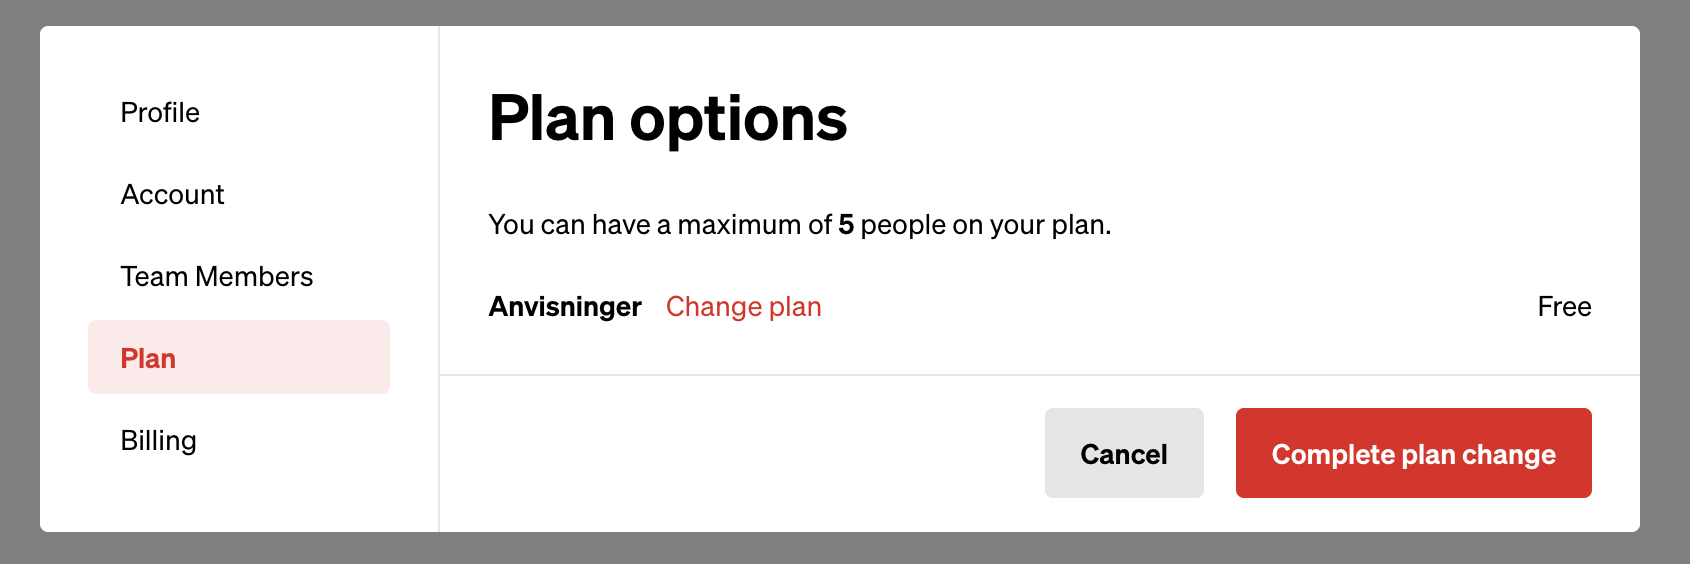 Profile
Account
Team Members
Plan
Billing
Plan options
You can have a maximum of 5 people on your plan.
Anvisninger Change plan Free
Cancel Complete plan change